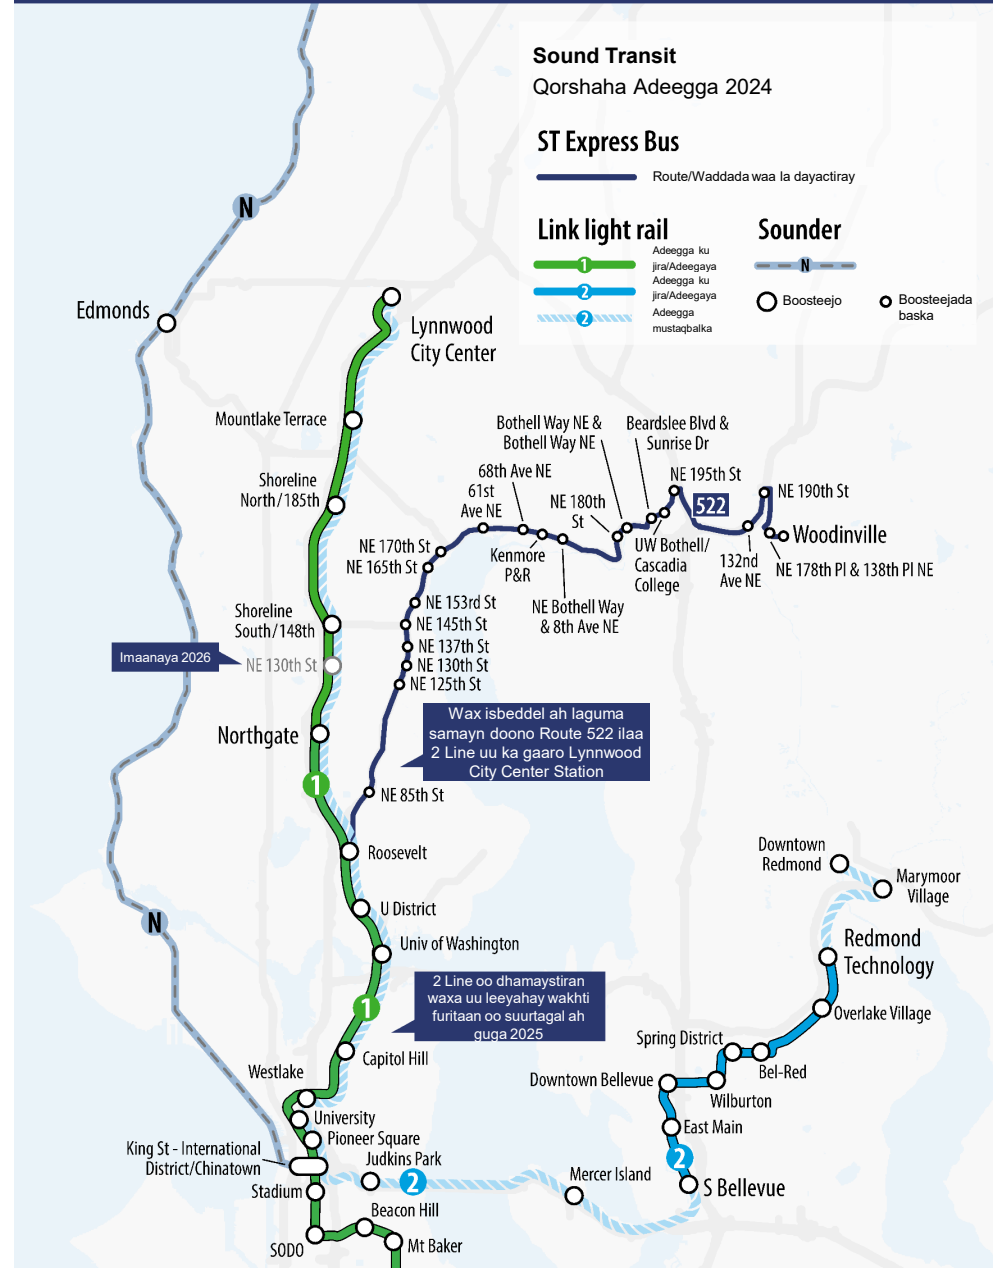 Sound Transit
Qorshaha Adeegga 2024
ST Express Bus
Route/Waddada waa la dayactiray
Link light rail
1
Adeegga ku
jira/Adeegaya
2
Adeegga ku
jira/Adeegaya
2
Adeegga
mustaqbalka
Sounder
N
Boosteejo
Boosteejada
baska
N
Edmonds
Lynnwood
City Center
Mountlake Terrace
Shoreline
North/185th
Shoreline
South/148th
Imaanaya 2026
NE 130th St
Northgate
1
Bothell Way NE &
Bothell Way NE
Beardslee Blvd &
Sunrise Dr
68th Ave NE
61st
Ave NE
NE 180th
St
NE 195th St
522
NE 190th St
Woodinville
NE 170th St
NE 165th St
Kenmore
P&R
UW Bothell/
Cascadia
College
132nd
Ave NE
NE 178th Pl & 138th Pl NE
NE Bothell Way
& 8th Ave NE
NE 153rd St
NE 145th St
NE 137th St
NE 130th St
NE 125th St
Wax isbeddel ah laguma
samayn doono Route 522 ilaa
2 Line uu ka gaaro Lynnwood
City Center Station
NE 85th St
Roosevelt
U District
N
Univ of Washington
2 Line oo dhamaystiran
waxa uu leeyahay wakhti
furitaan oo suurtagal ah
guga 2025
1
Capitol Hill
Westlake
University
Pioneer Square
King St - International
District/Chinatown
Judkins Park
2
Stadium
Beacon Hill
SODO
Mt Baker
Mercer Island
Downtown
Redmond
Marymoor
Village
Redmond
Technology
Overlake Village
Spring District
Bel-Red
Downtown Bellevue
Wilburton
East Main
2
S Bellevue